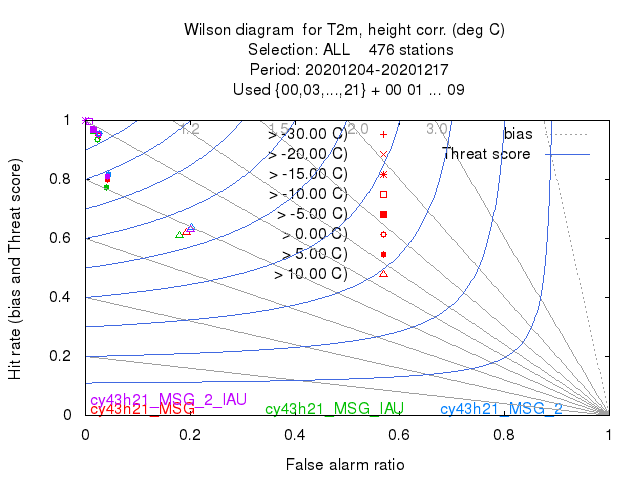 Wilson diagram  for T2m, height corr. (deg C)
Selection: ALL    476 stations
Period: 20201204-20201217
Used {00,03,...,21} + 00 01 ... 09
1.2 1.5 2.0 3.0
> -30.00 C)
> -20.00 C)
> -15.00 C)
> -10.00 C)
> -5.00 C)
> 0.00 C)
> 5.00 C)
> 10.00 C)
bias
Threat score
1
0.8
0.6
0.4
0.2
0
Hit rate (bias and Threat score)
cy43h21_MSG_2_IAU
cy43h21_MSG cy43h21_MSG_IAU cy43h21_MSG_2
0 0.2 0.4 0.6 0.8 1
False alarm ratio